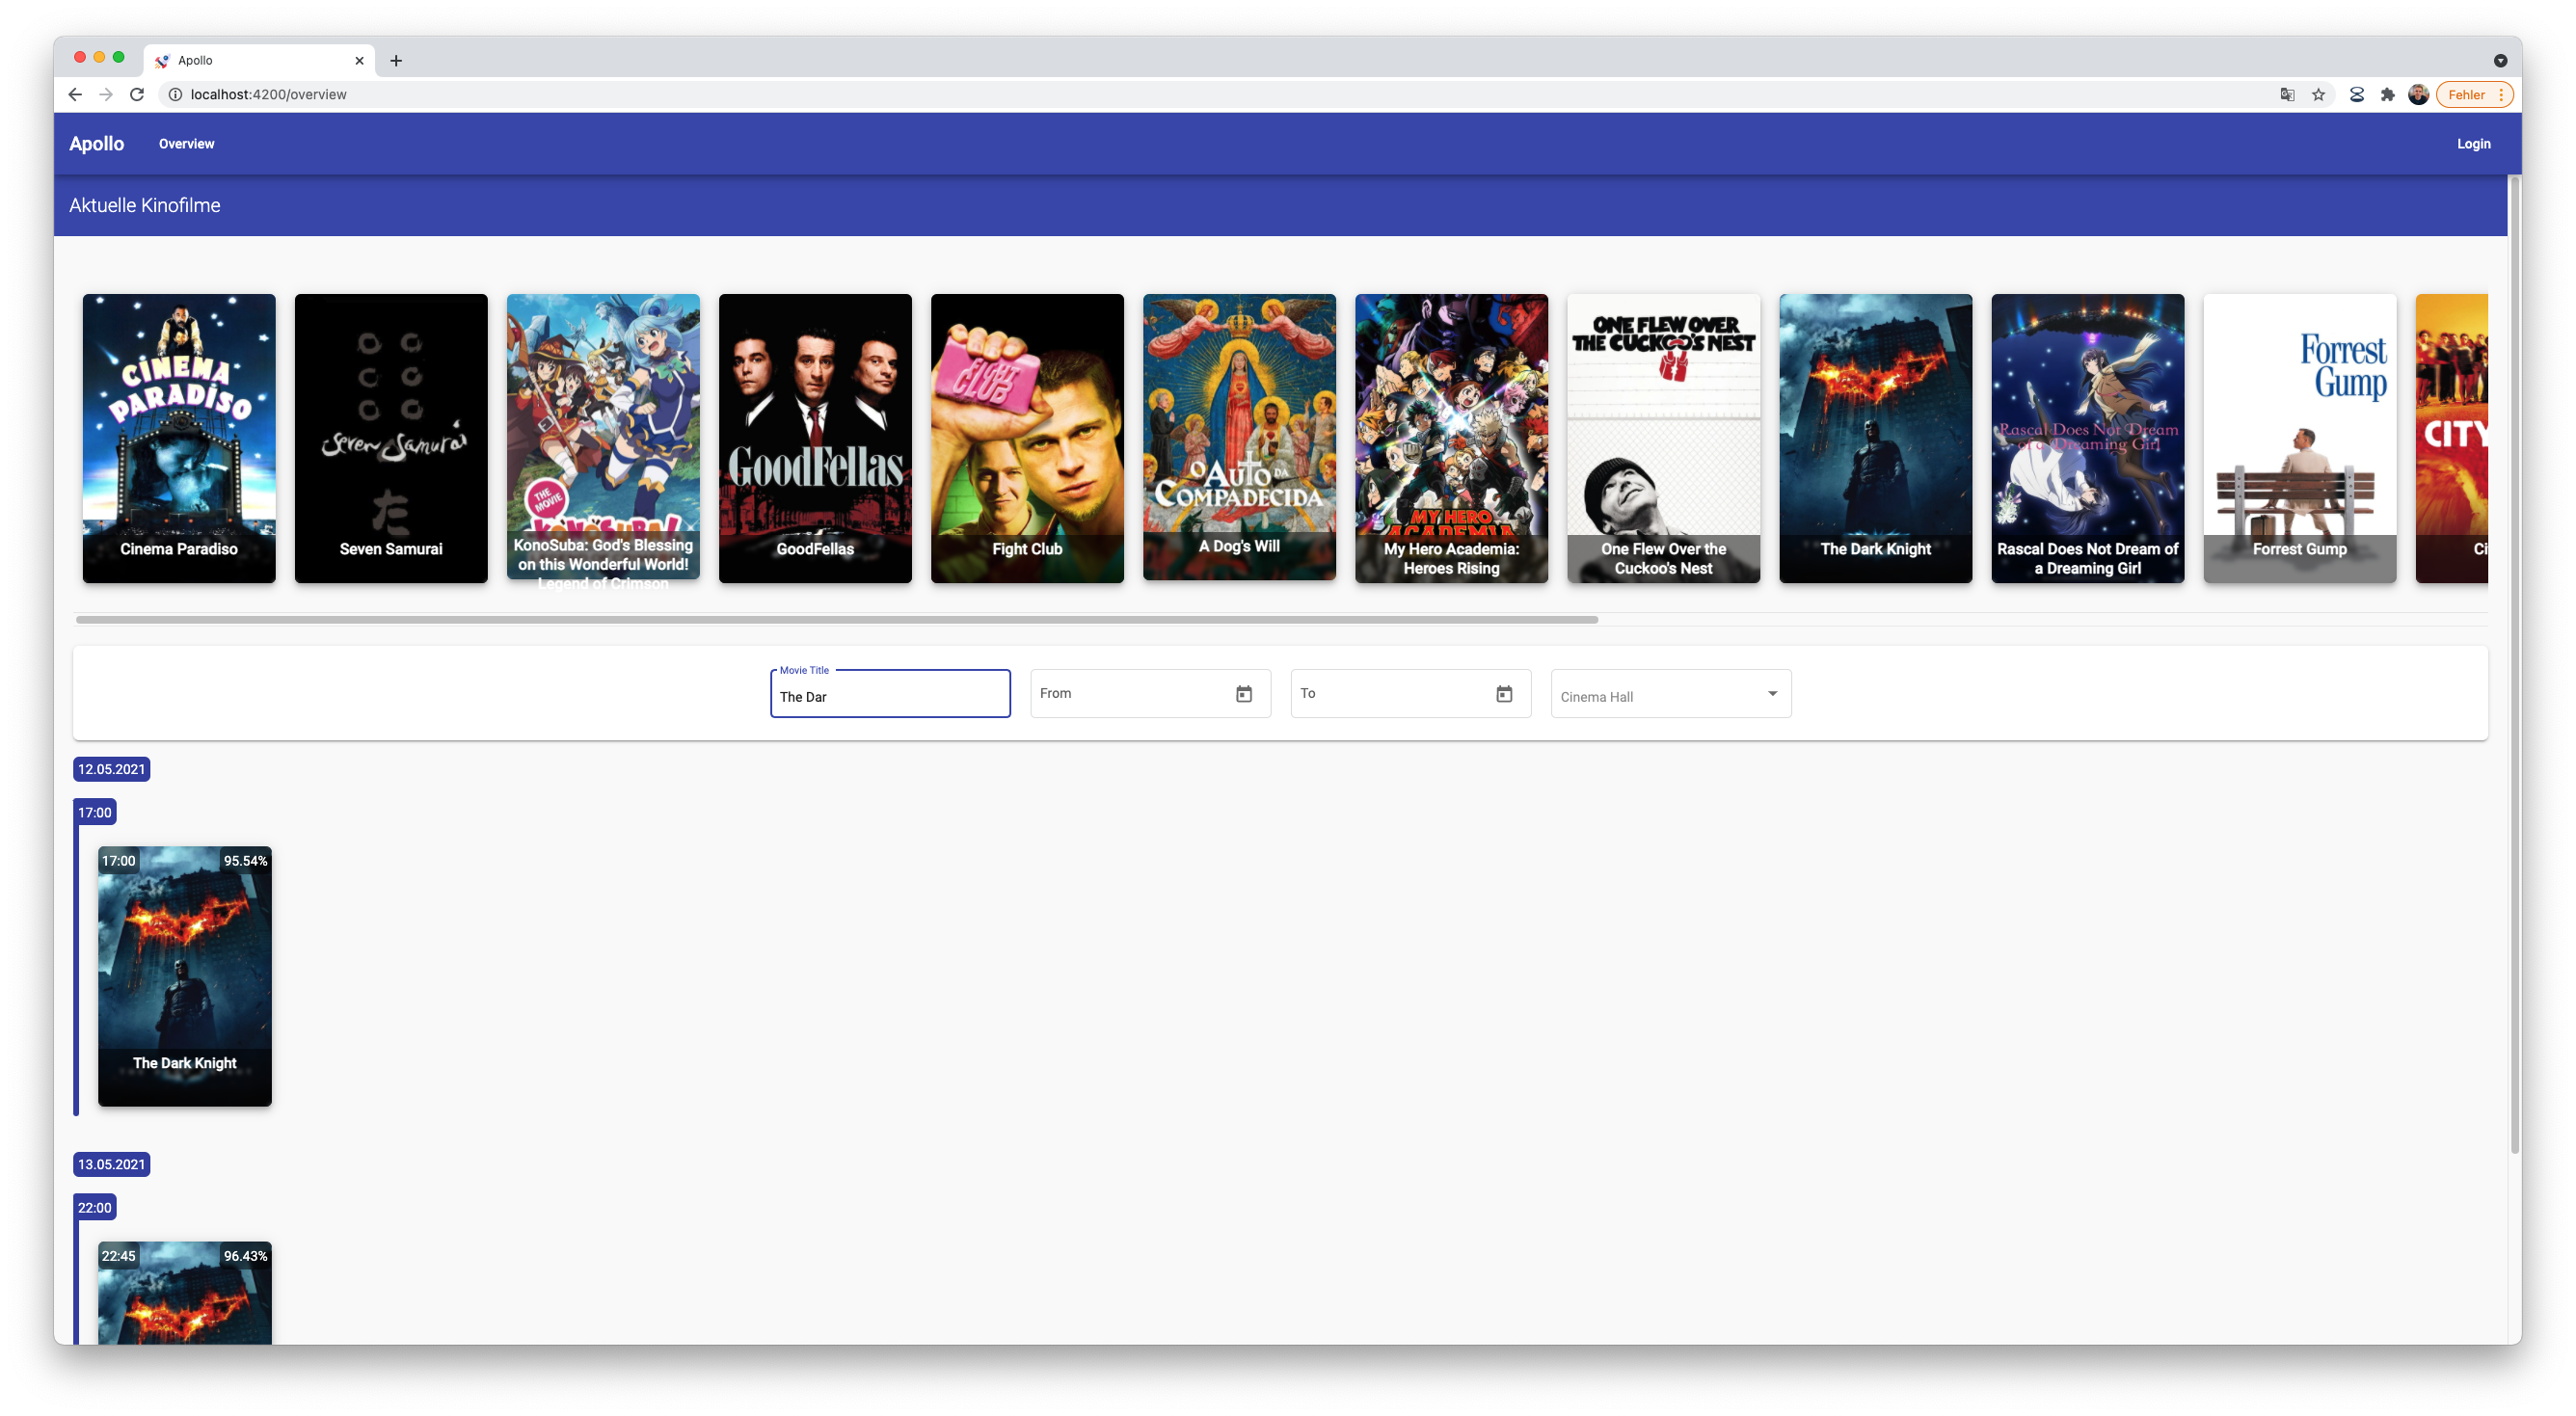 Apollo
localhost:4200/overview
Fehler
Apollo
Overview
Login
Aktuelle Kinofilme
CINEMA
PARADISO
Cinema Paradiso
Seven Samurai
た
Seven Samurai
THE
MOVIE
KONOSUBA!
KonoSuba: God's Blessing
on this Wonderful World!
Legend of Crimson
GOODFELLAS
GoodFellas
FIGHT
CLUB
Fight Club
O AUTO DA
COMPADECIDA
A Dog's Will
MY HERO
ACADEMIA
My Hero Academia:
Heroes Rising
ONE FLEW OVER
THE CUCKOO'S NEST
One Flew Over the
Cuckoo's Nest
The Dark Knight
Rascal Does Not Dream
of a Dreaming Girl
Rascal Does Not Dream of
a Dreaming Girl
Forrest
Gump
Forrest Gump
CITY
Ci
Movie Title
The Dar
From
To
Cinema Hall
12.05.2021
17:00
17:00
95.54%
The Dark Knight
13.05.2021
22:00
22:45
96.43%